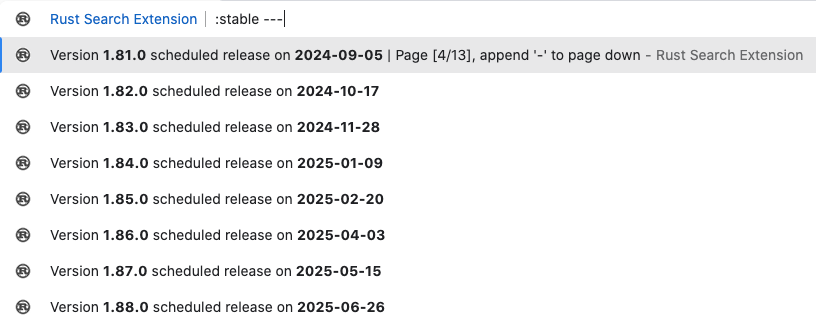 Rust Search Extension | :stable ---
Version 1.81.0 scheduled release on 2024-09-05 | Page [4/13], append '-' to page down - Rust Search Extension
Version 1.82.0 scheduled release on 2024-10-17
Version 1.83.0 scheduled release on 2024-11-28
Version 1.84.0 scheduled release on 2025-01-09
Version 1.85.0 scheduled release on 2025-02-20
Version 1.86.0 scheduled release on 2025-04-03
Version 1.87.0 scheduled release on 2025-05-15
Version 1.88.0 scheduled release on 2025-06-26